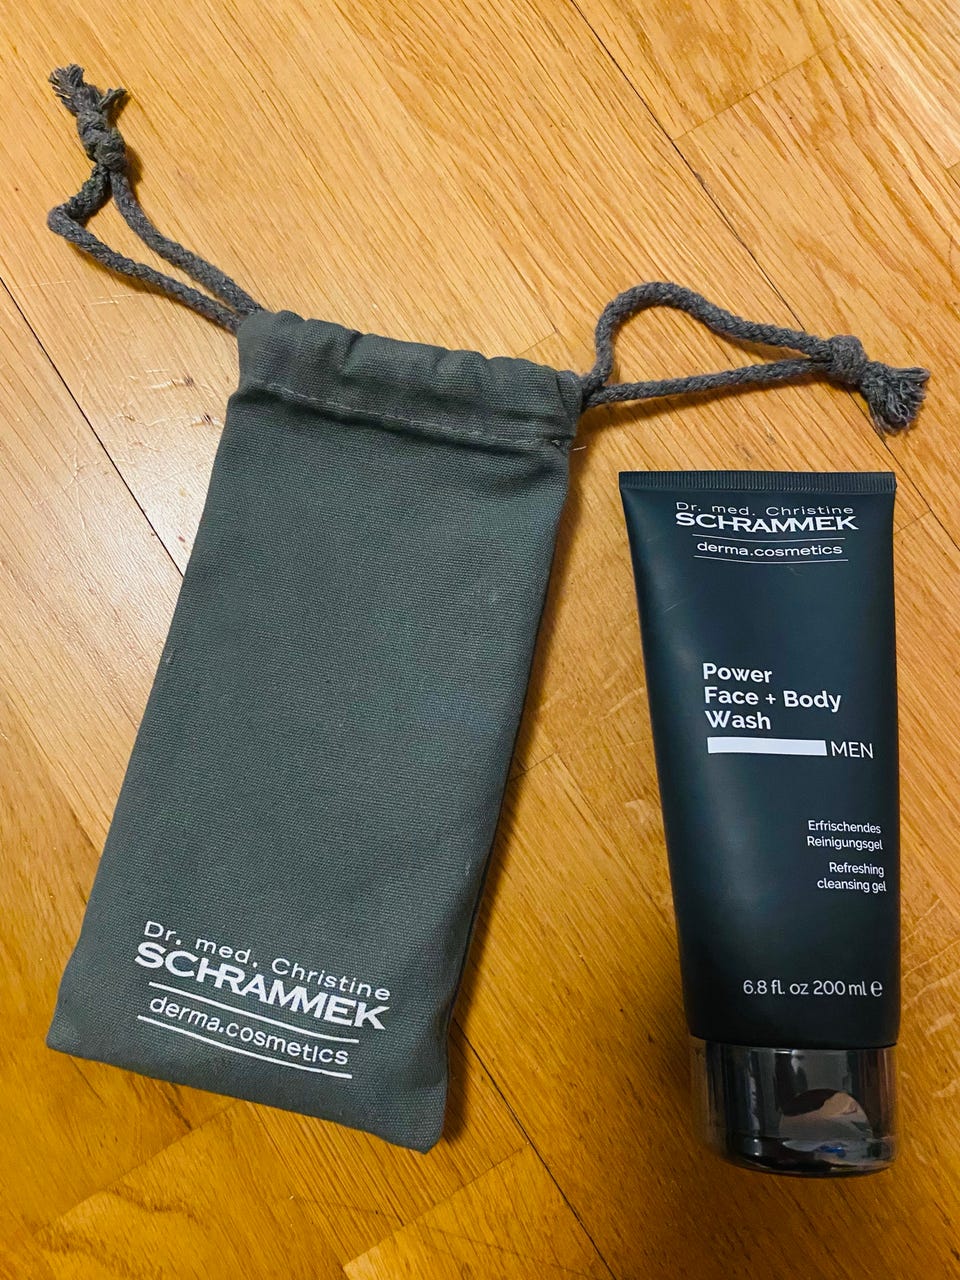 Dr. med. Christine
SCHRAMMEK
derma.cosmetics
Dr. med. Christine
SCHRAMMEK
derma.cosmetics
Power
Face + Body
Wash
MEN
Erfrischendes
Reinigungsgel
Refreshing
cleansing gel
6.8 fl. oz 200 ml ℮